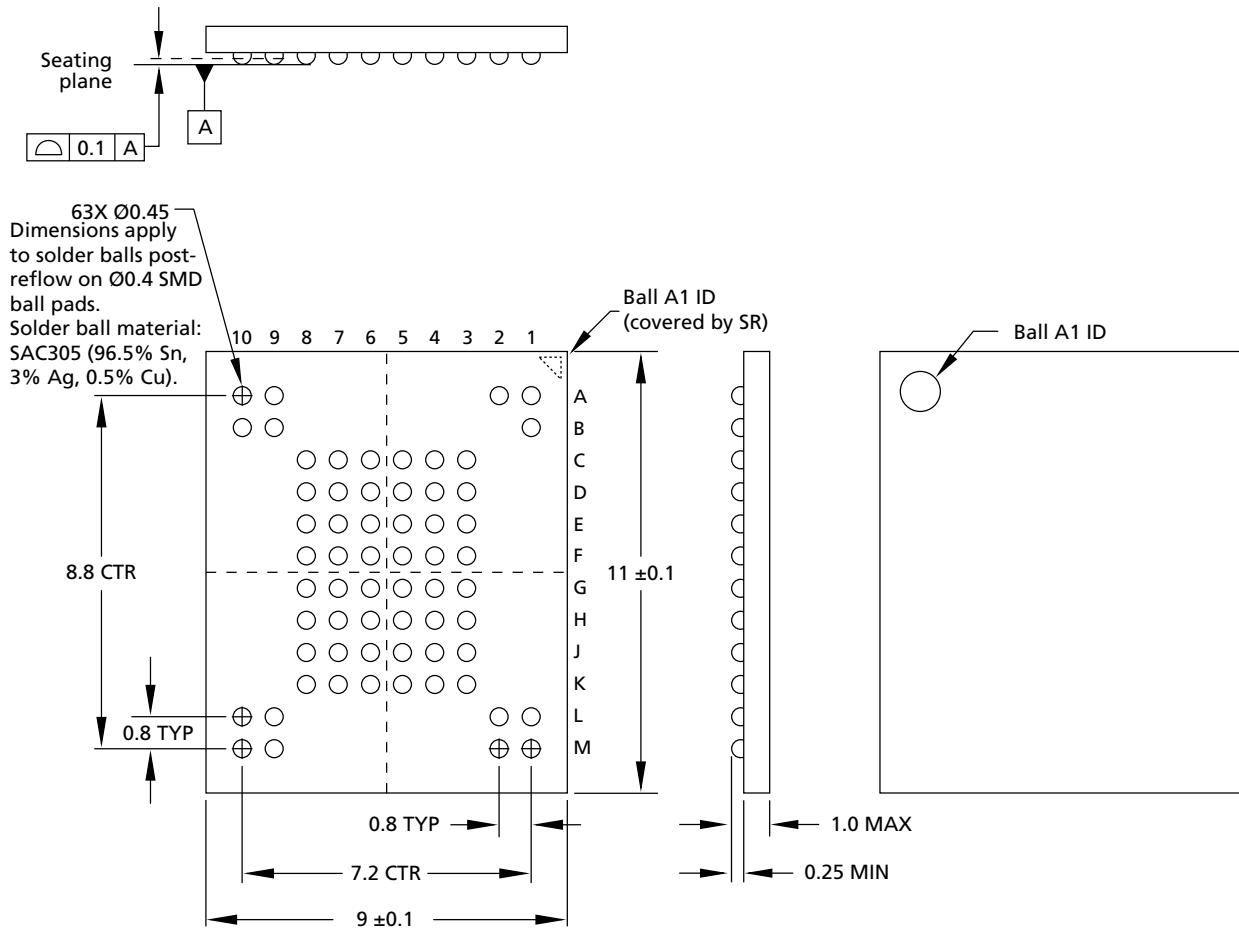 Seating
plane
A
0.1 A
63X Ø0.45
Dimensions apply
to solder balls post-
reflow on Ø0.4 SMD
ball pads.
Solder ball material:
SAC305 (96.5% Sn,
3% Ag, 0.5% Cu).
Ball A1 ID
(covered by SR)
Ball A1 ID
10 9 8 7 6 5 4 3 2 1
A
B
C
D
E
F
G
H
J
K
L
M
8.8 CTR
11 ±0.1
0.8 TYP
0.8 TYP
1.0 MAX
7.2 CTR
0.25 MIN
9 ±0.1